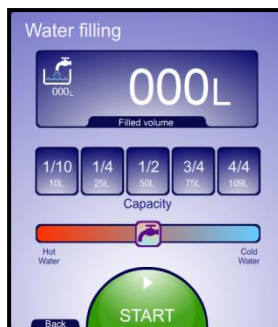 Water filling
000L
000L
Filled volume
1/10 1/4 1/2 3/4 4/4
10L 25L 50L 75L 109L
Capacity
Hot Water
Cold Water
START
Back